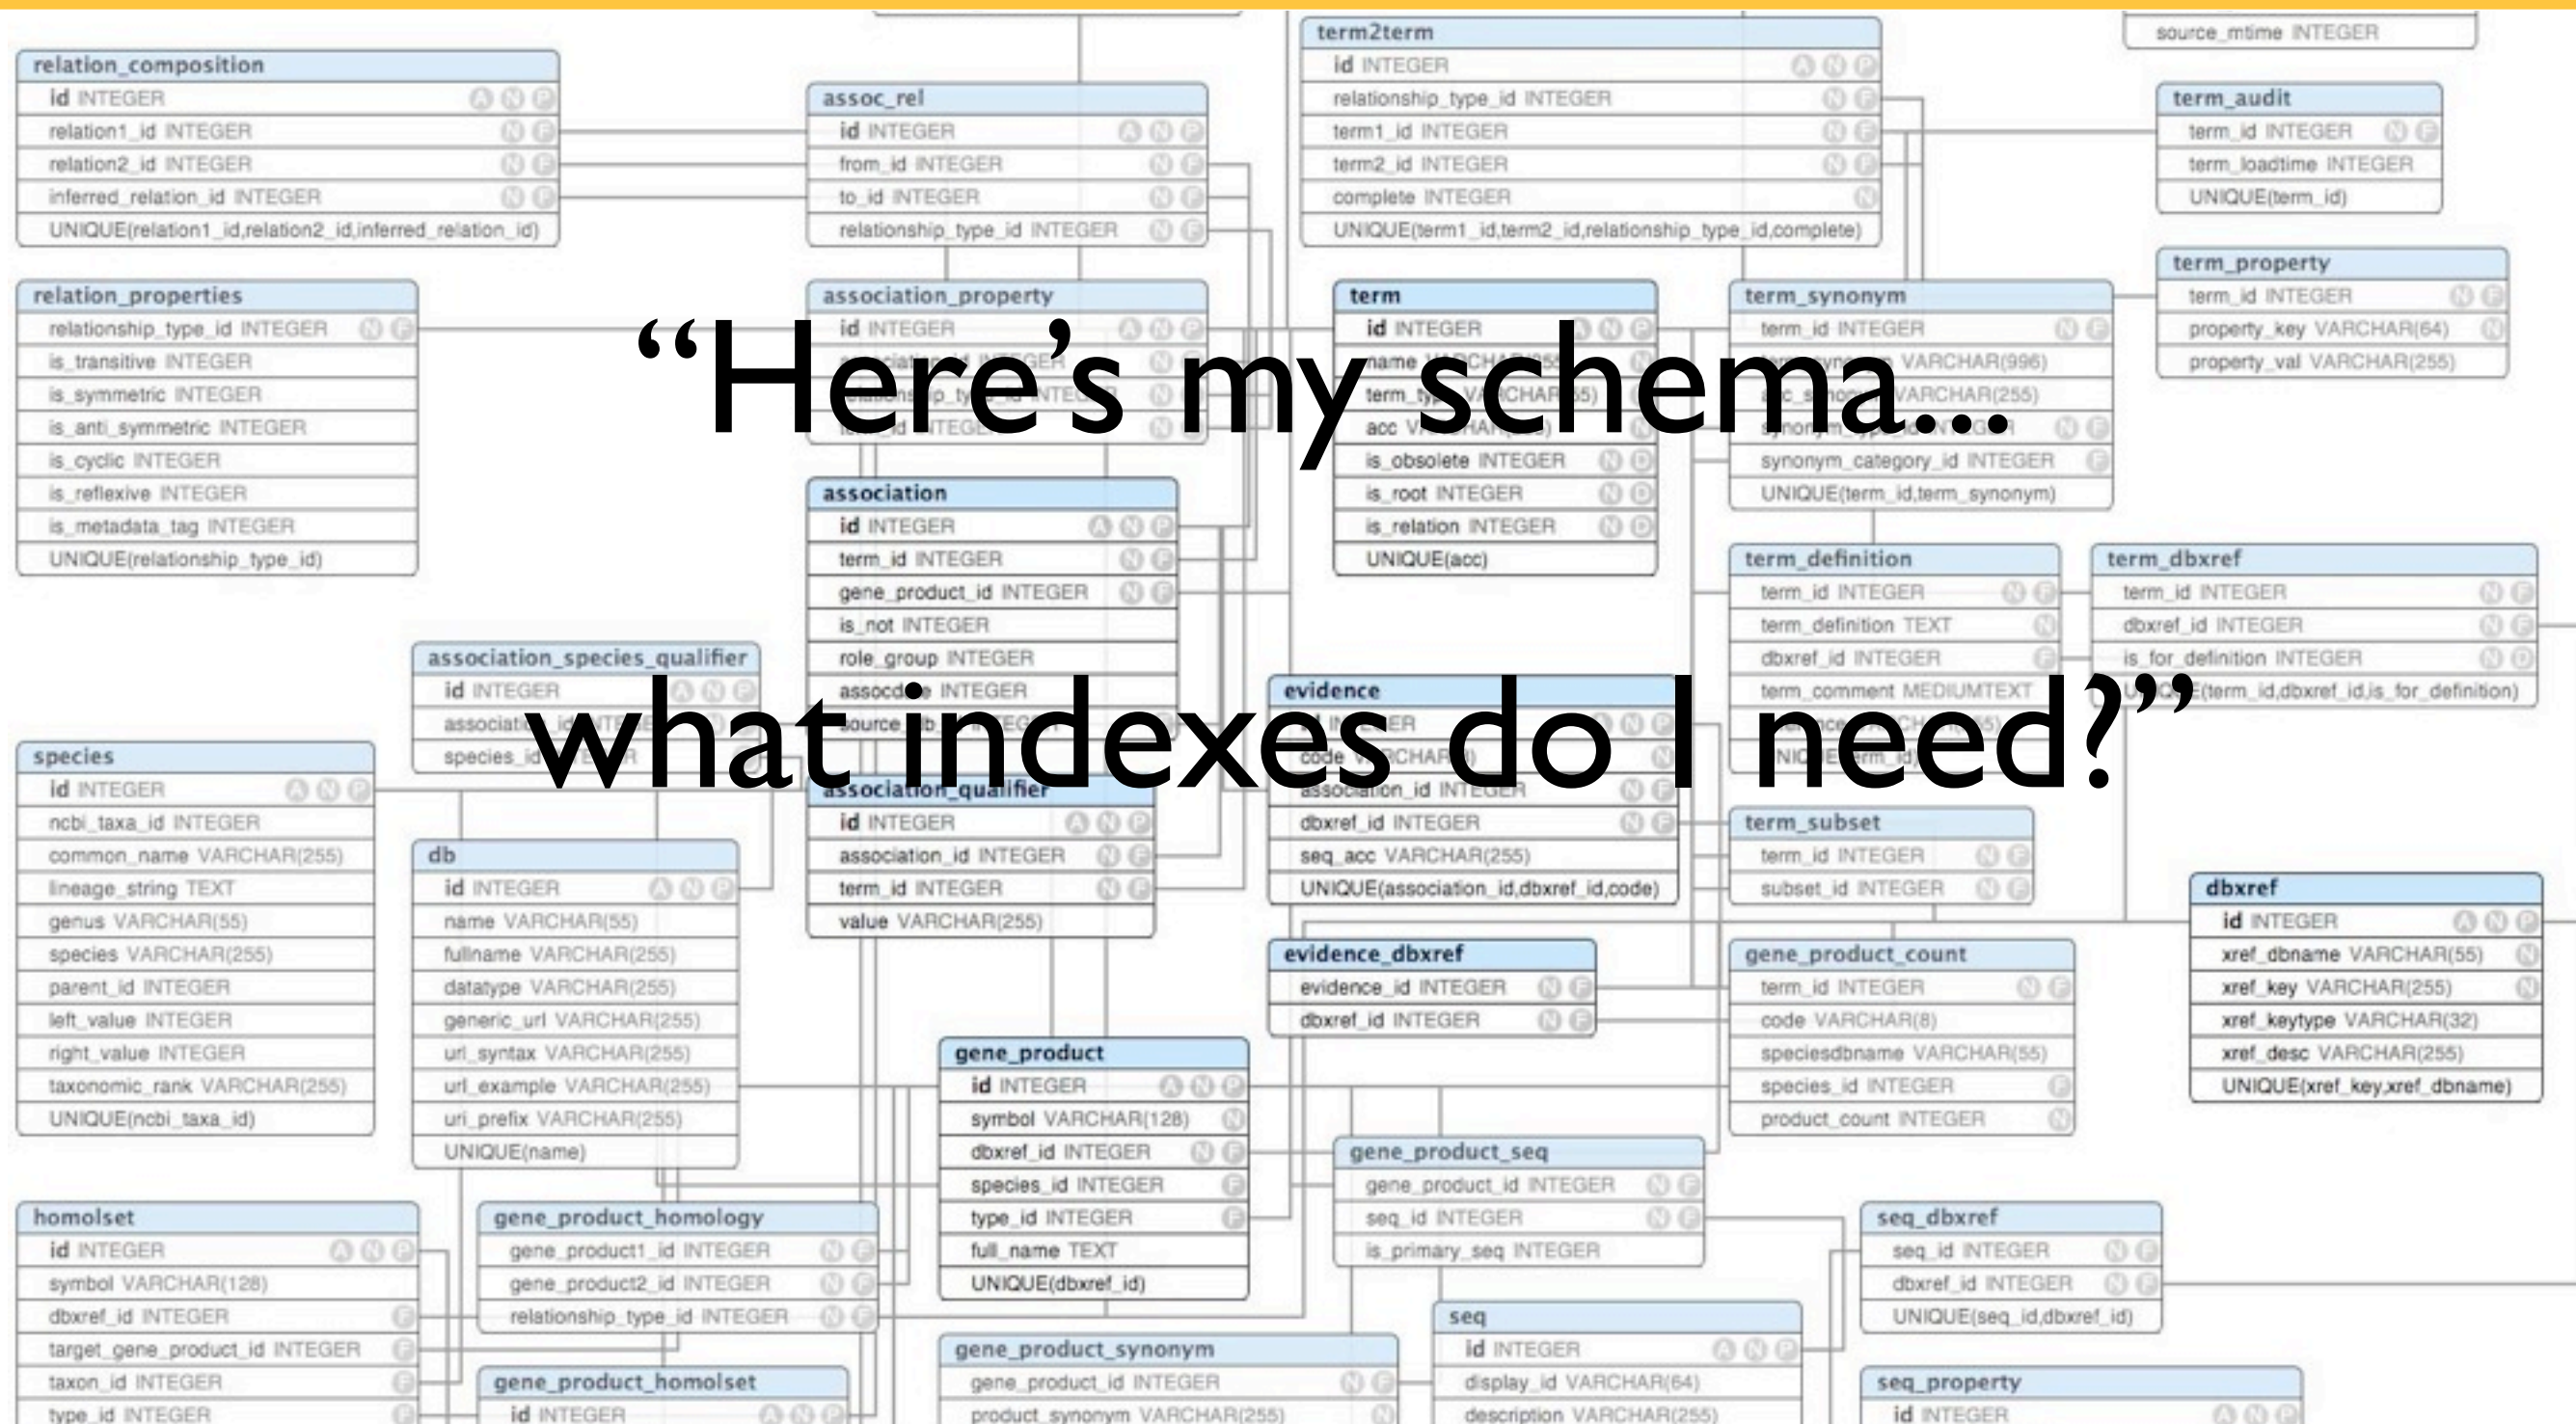 “Here’s my schema...
what indexes do I need?”
relation_composition
id INTEGER
relation1_id INTEGER
relation2_id INTEGER
inferred_relation_id INTEGER
UNIQUE(relation1_id,relation2_id,inferred_relation_id)
relation_properties
relationship_type_id INTEGER
is_transitive INTEGER
is_symmetric INTEGER
is_anti_symmetric INTEGER
is_cyclic INTEGER
is_reflexive INTEGER
is_metadata_tag INTEGER
UNIQUE(relationship_type_id)
assoc_rel
id INTEGER
from_id INTEGER
to_id INTEGER
relationship_type_id INTEGER
association_property
id INTEGER
association
id INTEGER
term_id INTEGER
gene_product_id INTEGER
is_not INTEGER
role_group INTEGER
INTEGER
term2term
id INTEGER
relationship_type_id INTEGER
term1_id INTEGER
term2_id INTEGER
complete INTEGER
UNIQUE(term1_id,term2_id,relationship_type_id,complete)
source_mtime INTEGER
term_audit
term_id INTEGER
term_loadtime INTEGER
UNIQUE(term_id)
term_property
term_id INTEGER
property_key VARCHAR(64)
property_val VARCHAR(255)
term
id INTEGER
name
acc
is_obsolete INTEGER
is_root INTEGER
is_relation INTEGER
UNIQUE(acc)
term_synonym
term_id INTEGER
VARCHAR(996)
VARCHAR(255)
synonym_category_id INTEGER
UNIQUE(term_id,term_synonym)
term_definition
term_id INTEGER
term_definition TEXT
dbxref_id INTEGER
term_comment MEDIUMTEXT
term_dbxref
term_id INTEGER
dbxref_id INTEGER
is_for_definition INTEGER
association_species_qualifier
id INTEGER
species
id INTEGER
ncbi_taxa_id INTEGER
common_name VARCHAR(255)
lineage_string TEXT
genus VARCHAR(55)
species VARCHAR(255)
parent_id INTEGER
left_value INTEGER
right_value INTEGER
taxonomic_rank VARCHAR(255)
UNIQUE(ncbi_taxa_id)
db
id INTEGER
name VARCHAR(55)
fullname VARCHAR(255)
datatype VARCHAR(255)
generic_url VARCHAR(255)
url_syntax VARCHAR(255)
url_example VARCHAR(255)
uri_prefix VARCHAR(255)
UNIQUE(name)
association_qualifier
id INTEGER
association_id INTEGER
term_id INTEGER
value VARCHAR(255)
evidence
code
association_id INTEGER
dbxref_id INTEGER
seq_acc VARCHAR(255)
UNIQUE(association_id,dbxref_id,code)
evidence_dbxref
evidence_id INTEGER
dbxref_id INTEGER
term_subset
term_id INTEGER
subset_id INTEGER
gene_product_count
term_id INTEGER
code VARCHAR(8)
speciesdbname VARCHAR(55)
species_id INTEGER
product_count INTEGER
dbxref
id INTEGER
xref_dbname VARCHAR(55)
xref_key VARCHAR(255)
xref_keytype VARCHAR(32)
xref_desc VARCHAR(255)
UNIQUE(xref_key,xref_dbname)
gene_product
id INTEGER
symbol VARCHAR(128)
dbxref_id INTEGER
species_id INTEGER
type_id INTEGER
full_name TEXT
UNIQUE(dbxref_id)
gene_product_seq
gene_product_id INTEGER
seq_id INTEGER
is_primary_seq INTEGER
seq_dbxref
seq_id INTEGER
dbxref_id INTEGER
UNIQUE(seq_id,dbxref_id)
homolset
id INTEGER
symbol VARCHAR(128)
dbxref_id INTEGER
target_gene_product_id INTEGER
taxon_id INTEGER
type_id INTEGER
gene_product_homology
gene_product1_id INTEGER
gene_product2_id INTEGER
relationship_type_id INTEGER
gene_product_homolset
id INTEGER
gene_product_synonym
gene_product_id INTEGER
product_synonym VARCHAR(255)
seq
id INTEGER
display_id VARCHAR(64)
description VARCHAR(255)
seq_property
id INTEGER